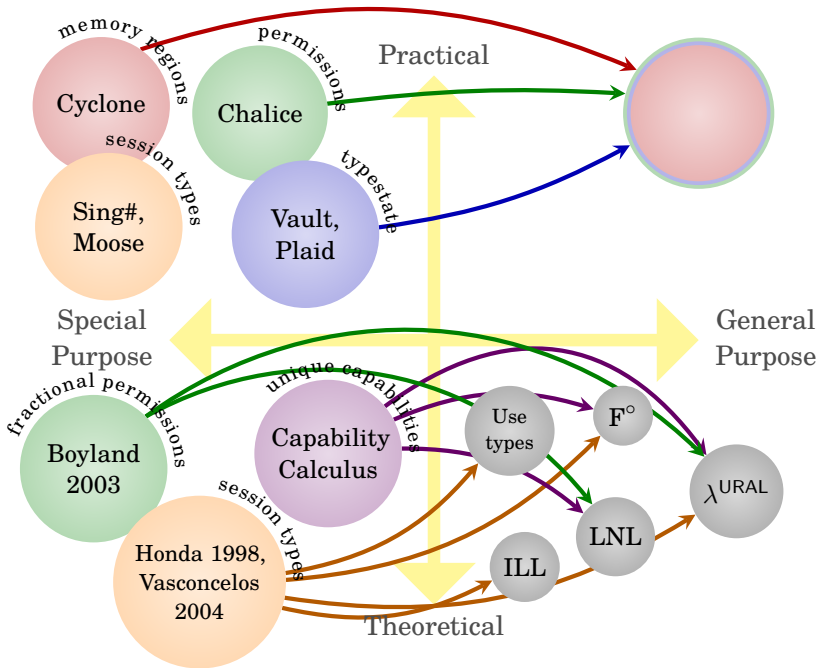 memory regions
permissions
Practical
Cyclone
Chalice
session types
typestate
Sing#,
Moose
Vault,
Plaid
Special
Purpose
General
Purpose
fractional permissions
unique capabilities
Boyland
2003
Capability
Calculus
Use
types
F°
λURAL
session types
Honda 1998,
Vasconcelos
2004
LNL
ILL
Theoretical